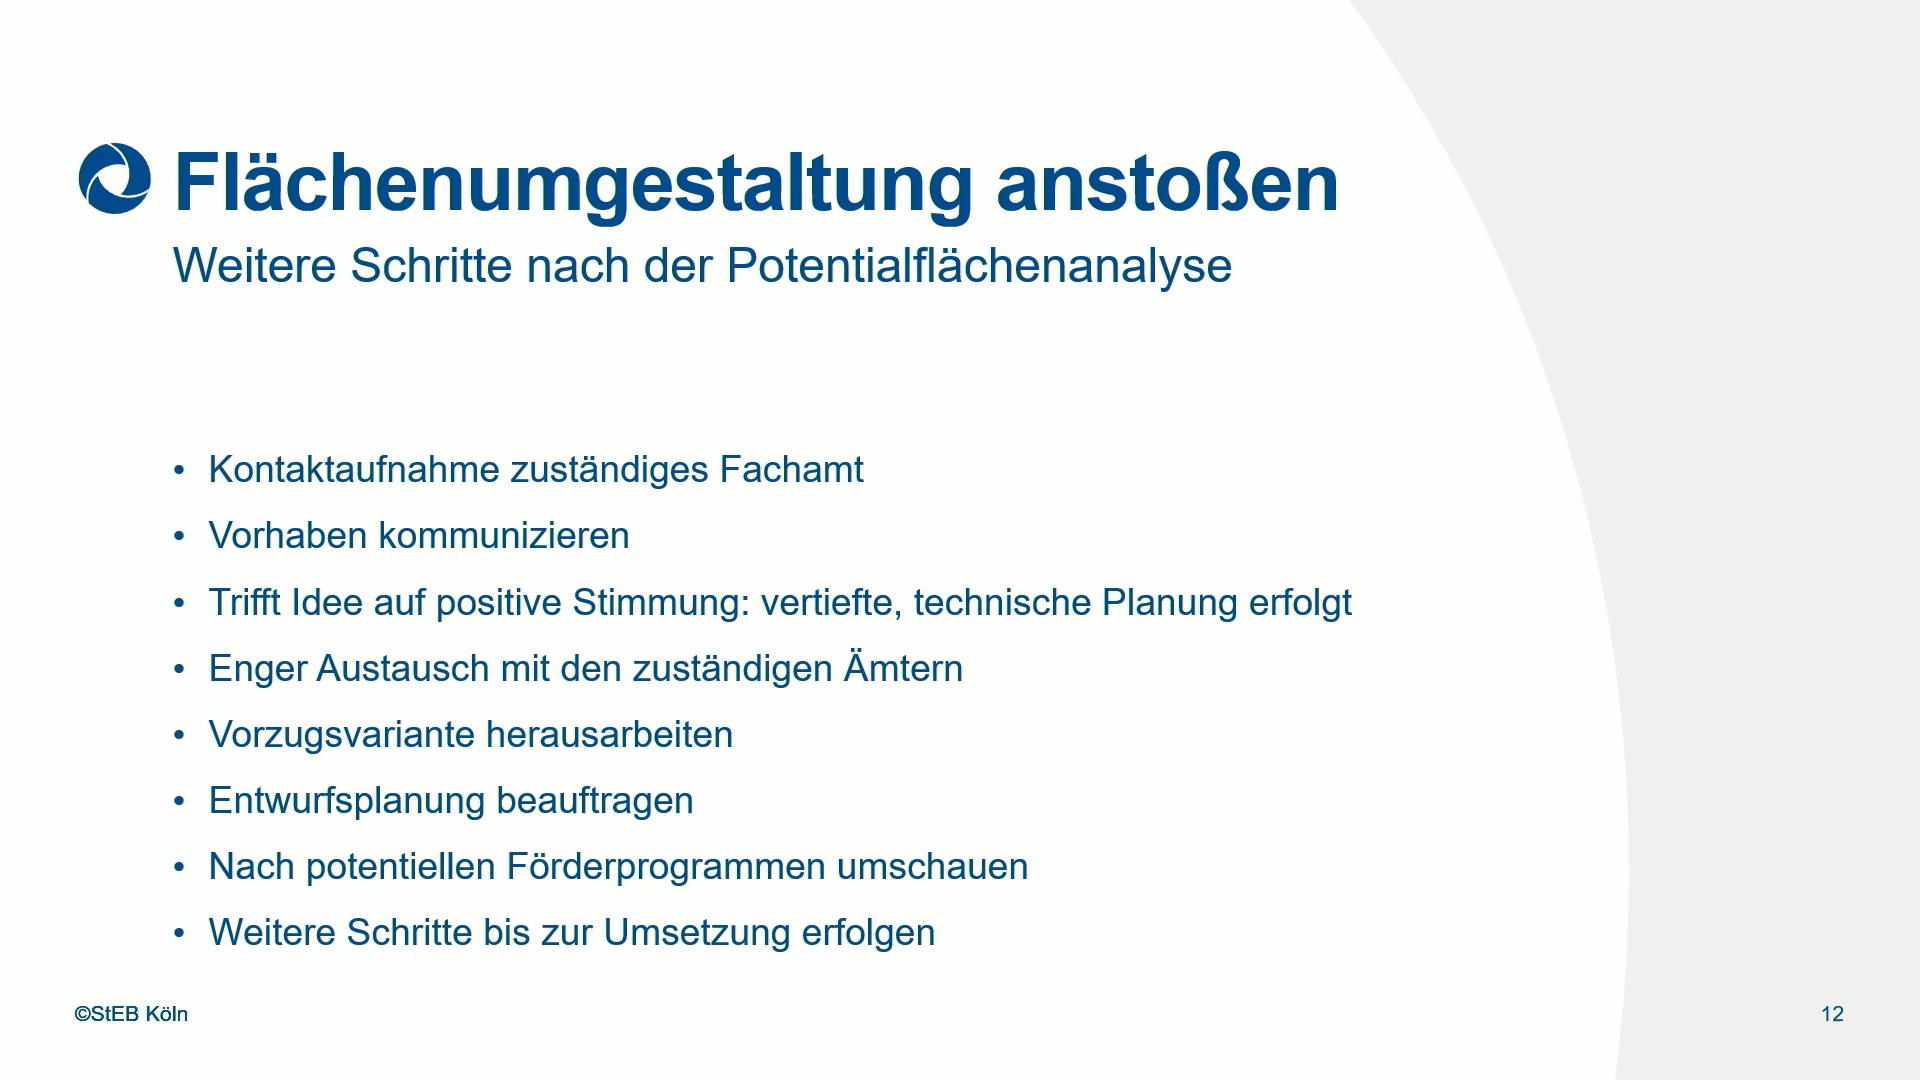 Flächenumgestaltung anstoßen
Weitere Schritte nach der Potentialflächenanalyse
• Kontaktaufnahme zuständiges Fachamt
• Vorhaben kommunizieren
• Trifft Idee auf positive Stimmung: vertiefte, technische Planung erfolgt
• Enger Austausch mit den zuständigen Ämtern
• Vorzugsvariante herausarbeiten
• Entwurfsplanung beauftragen
• Nach potentiellen Förderprogrammen umschauen
• Weitere Schritte bis zur Umsetzung erfolgen
©StEB Köln
12